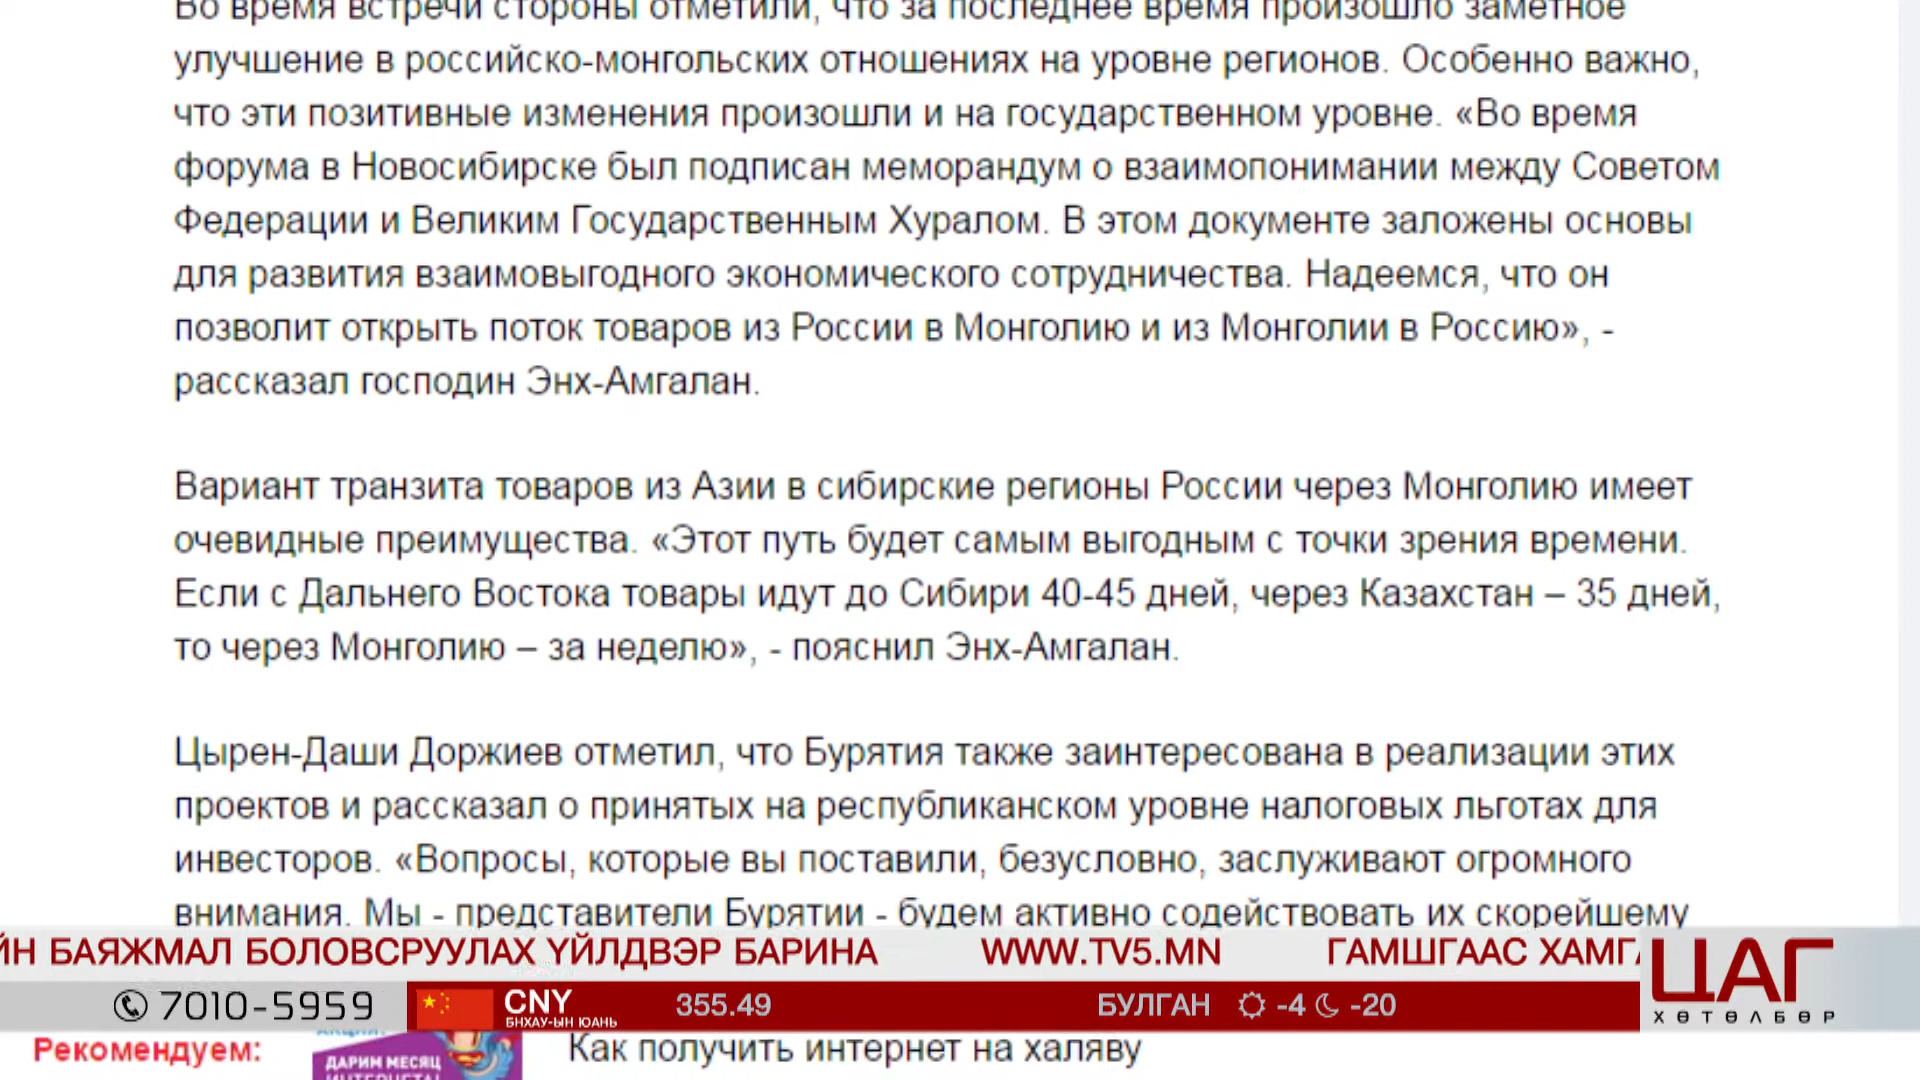 Во время встречи стороны отметили, что за последнее время произошло заметное
улучшение в российско-монгольских отношениях на уровне регионов. Особенно важно,
что эти позитивные изменения произошли и на государственном уровне. «Во время
форума в Новосибирске был подписан меморандум о взаимопонимании между Советом
Федерации и Великим Государственным Хуралом. В этом документе заложены основы
для развития взаимовыгодного экономического сотрудничества. Надеемся, что он
позволит открыть поток товаров из России в Монголию и из Монголии в Россию», -
рассказал господин Энх-Амгалан.
Вариант транзита товаров из Азии в сибирские регионы России через Монголию имеет
очевидные преимущества. «Этот путь будет самым выгодным с точки зрения времени.
Если с Дальнего Востока товары идут до Сибири 40-45 дней, через Казахстан – 35 дней,
то через Монголию – за неделю», - пояснил Энх-Амгалан.
Цырен-Даши Доржиев отметил, что Бурятия также заинтересована в реализации этих
проектов и рассказал о принятых на республиканском уровне налоговых льготах для
инвесторов. «Вопросы, которые вы поставили, безусловно, заслуживают огромного
внимания. Мы - представители Бурятии - будем активно содействовать их скорейшему
ЙН БАЯЖМАЛ БОЛОВСРУУЛАХ ҮЙЛДВЭР БАРИНА WWW.TV5.MN ГАМШГААС ХАМГА
ЦАГ
ХӨТӨЛБӨР
7010-5959 CNY 355.49 БУЛГАН -4 -20
БНХАУ-ЫН ЮАНЬ
Рекомендуем: Как получить интернет на халяву
ДАРИМ МЕСЯЦ
ИНТЕРНЕТА!